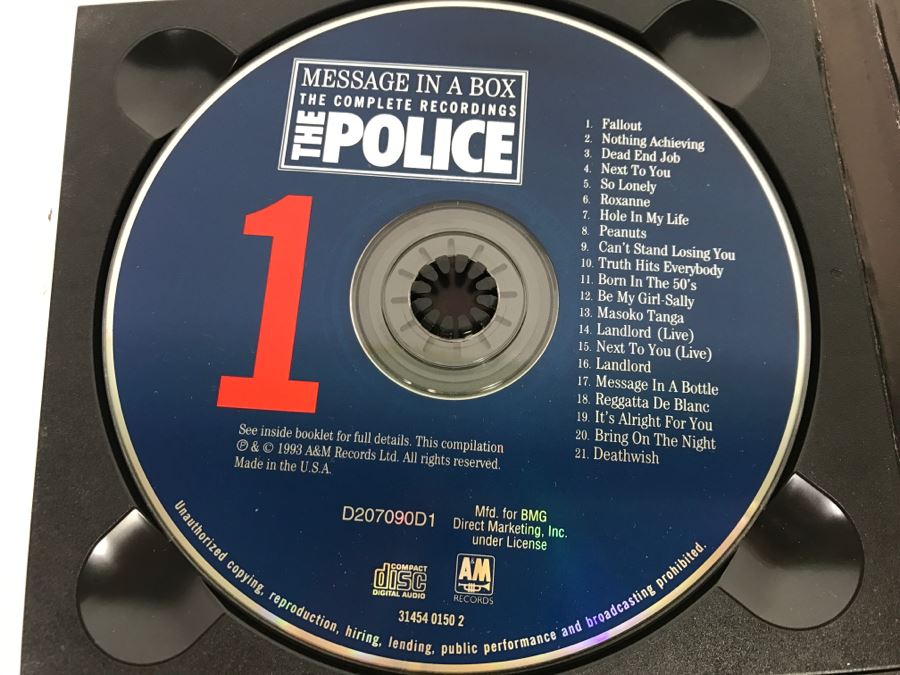 MESSAGE IN A BOX
THE COMPLETE RECORDINGS
THE POLICE
1
1. Fallout
2. Nothing Achieving
3. Dead End Job
4. Next To You
5. So Lonely
6. Roxanne
7. Hole In My Life
8. Peanuts
9. Can't Stand Losing You
10. Truth Hits Everybody
11. Born In The 50's
12. Be My Girl-Sally
13. Masoko Tanga
14. Landlord (Live)
15. Next To You (Live)
16. Landlord
17. Message In A Bottle
18. Reggatta De Blanc
19. It's Alright For You
20. Bring On The Night
21. Deathwish
See inside booklet for full details. This compilation
℗ & © 1993 A&M Records Ltd. All rights reserved.
Made in the U.S.A.
D207090D1
Mfd. for BMG
Direct Marketing, Inc.
under License
COMPACT
disc
DIGITAL AUDIO
A&M
RECORDS
31454 0150 2
Unauthorized copying, reproduction, hiring, lending, public performance and broadcasting prohibited.